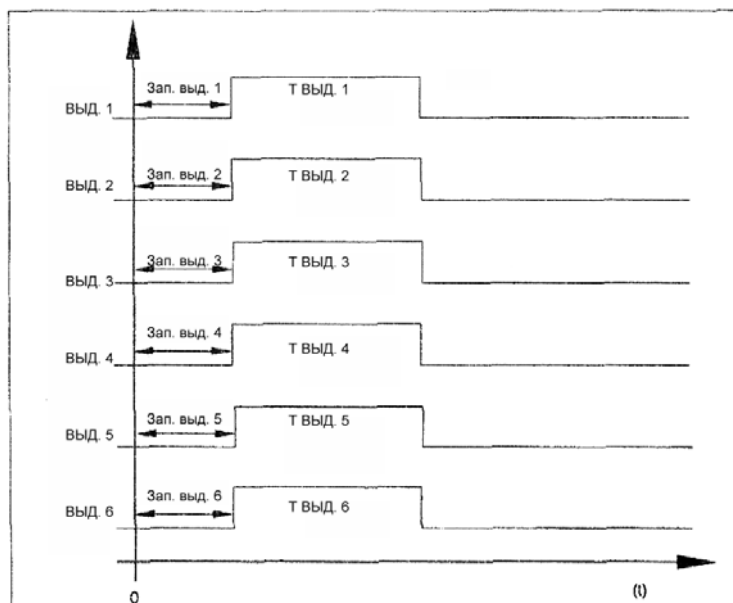 Зап. выд. 1
Т ВЫД. 1
ВЫД. 1
Зап. выд. 2
Т ВЫД. 2
ВЫД. 2
Зап. выд. 3
Т ВЫД. 3
ВЫД. 3
Зап. выд. 4
Т ВЫД. 4
ВЫД. 4
Зап. выд. 5
Т ВЫД. 5
ВЫД. 5
Зап. выд. 6
Т ВЫД. 6
ВЫД. 6
0
(t)